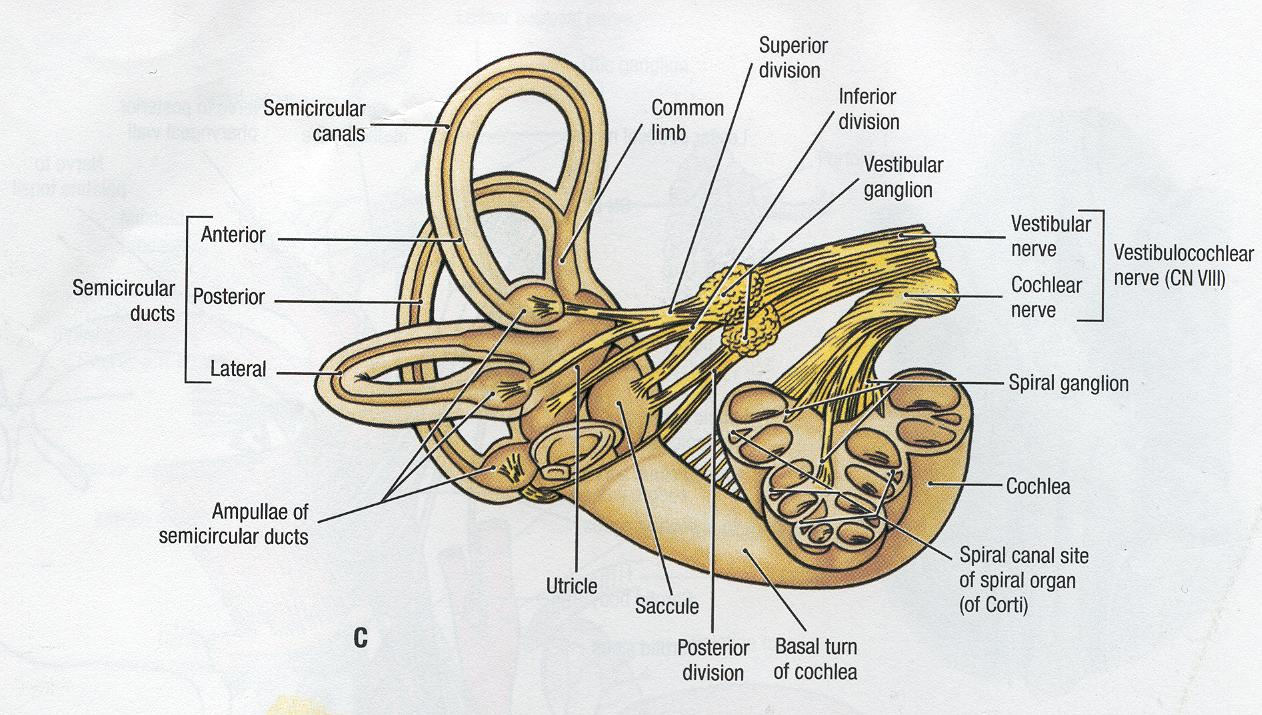 Superior
division
Semicircular
canals
Common
limb
Inferior
division
Vestibular
ganglion
Semicircular
ducts
Anterior
Posterior
Lateral
Vestibular
nerve
Cochlear
nerve
Vestibulocochlear
nerve (CN VIII)
Spiral ganglion
Cochlea
Ampullae of
semicircular ducts
Spiral canal site
of spiral organ
(of Corti)
Utricle
Saccule
Posterior
division
Basal turn
of cochlea
C